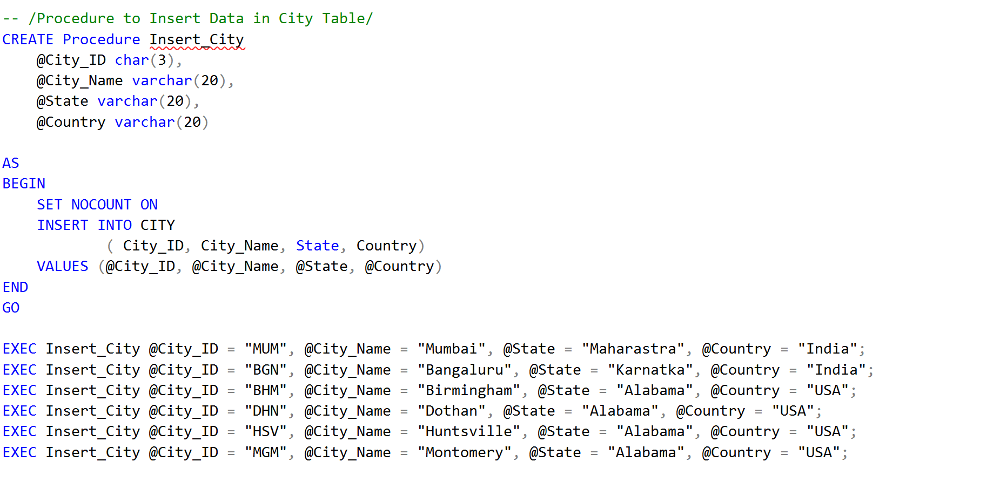 -- /Procedure to Insert Data in City Table/
CREATE Procedure Insert_City
@City_ID char(3),
@City_Name varchar(20),
@State varchar(20),
@Country varchar(20)
AS
BEGIN
SET NOCOUNT ON
INSERT INTO CITY
( City_ID, City_Name, State, Country)
VALUES (@City_ID, @City_Name, @State, @Country)
END
GO
EXEC Insert_City @City_ID = "MUM", @City_Name = "Mumbai", @State = "Maharastra", @Country = "India";
EXEC Insert_City @City_ID = "BGN", @City_Name = "Bangaluru", @State = "Karnatka", @Country = "India";
EXEC Insert_City @City_ID = "BHM", @City_Name = "Birmingham", @State = "Alabama", @Country = "USA";
EXEC Insert_City @City_ID = "DHN", @City_Name = "Dothan", @State = "Alabama", @Country = "USA";
EXEC Insert_City @City_ID = "HSV", @City_Name = "Huntsville", @State = "Alabama", @Country = "USA";
EXEC Insert_City @City_ID = "MGM", @City_Name = "Montomery", @State = "Alabama", @Country = "USA";